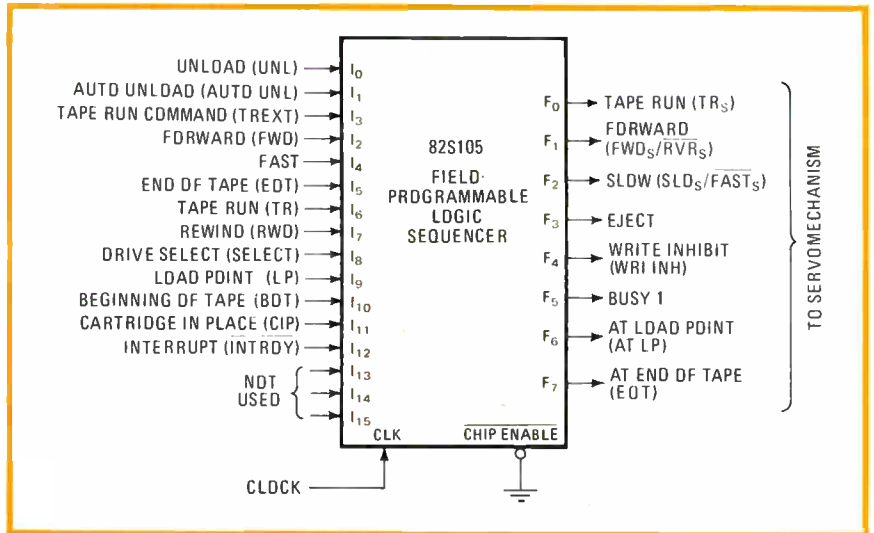 UNLOAD (UNL)
AUTO UNLOAD (AUTO UNL)
TAPE RUN COMMAND (TREXT)
FORWARD (FWD)
FAST
END OF TAPE (EOT)
TAPE RUN (TR)
REWIND (RWD)
DRIVE SELECT (SELECT)
LOAD POINT (LP)
BEGINNING OF TAPE (BOT)
CARTRIDGE IN PLACE (CIP)
INTERRUPT (INTRDY)
NOT
USED
I0
I1
I3
I2
I4
I5
I6
I7
I8
I9
I10
I11
I12
I13
I14
I15
82S105
FIELD-
PROGRAMMABLE
LOGIC
SEQUENCER
CLK
CHIP ENABLE
CLOCK
F0
F1
F2
F3
F4
F5
F6
F7
TAPE RUN (TRS)
FORWARD
(FWDS/RVRS)
SLOW (SLOS/FASTS)
EJECT
WRITE INHIBIT
(WRI INH)
BUSY 1
AT LOAD POINT
(AT LP)
AT END OF TAPE
(EOT)
TO SERVOMECHANISM